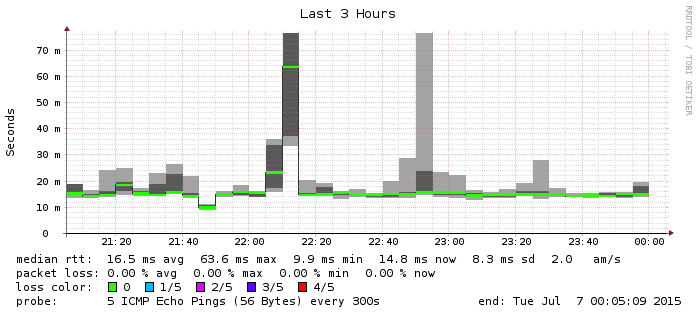 Last 3 Hours
RRDTOOL / TOBI OETIKER
Seconds
70 m
60 m
50 m
40 m
30 m
20 m
10 m
0
21:20 21:40 22:00 22:20 22:40 23:00 23:20 23:40 00:00
median rtt: 16.5 ms avg 63.6 ms max 9.9 ms min 14.8 ms now 8.3 ms sd 2.0 am/s
packet loss: 0.00 % avg 0.00 % max 0.00 % min 0.00 % now
loss color: 0 1/5 2/5 3/5 4/5
probe: 5 ICMP Echo Pings (56 Bytes) every 300s end: Tue Jul 7 00:05:09 2015